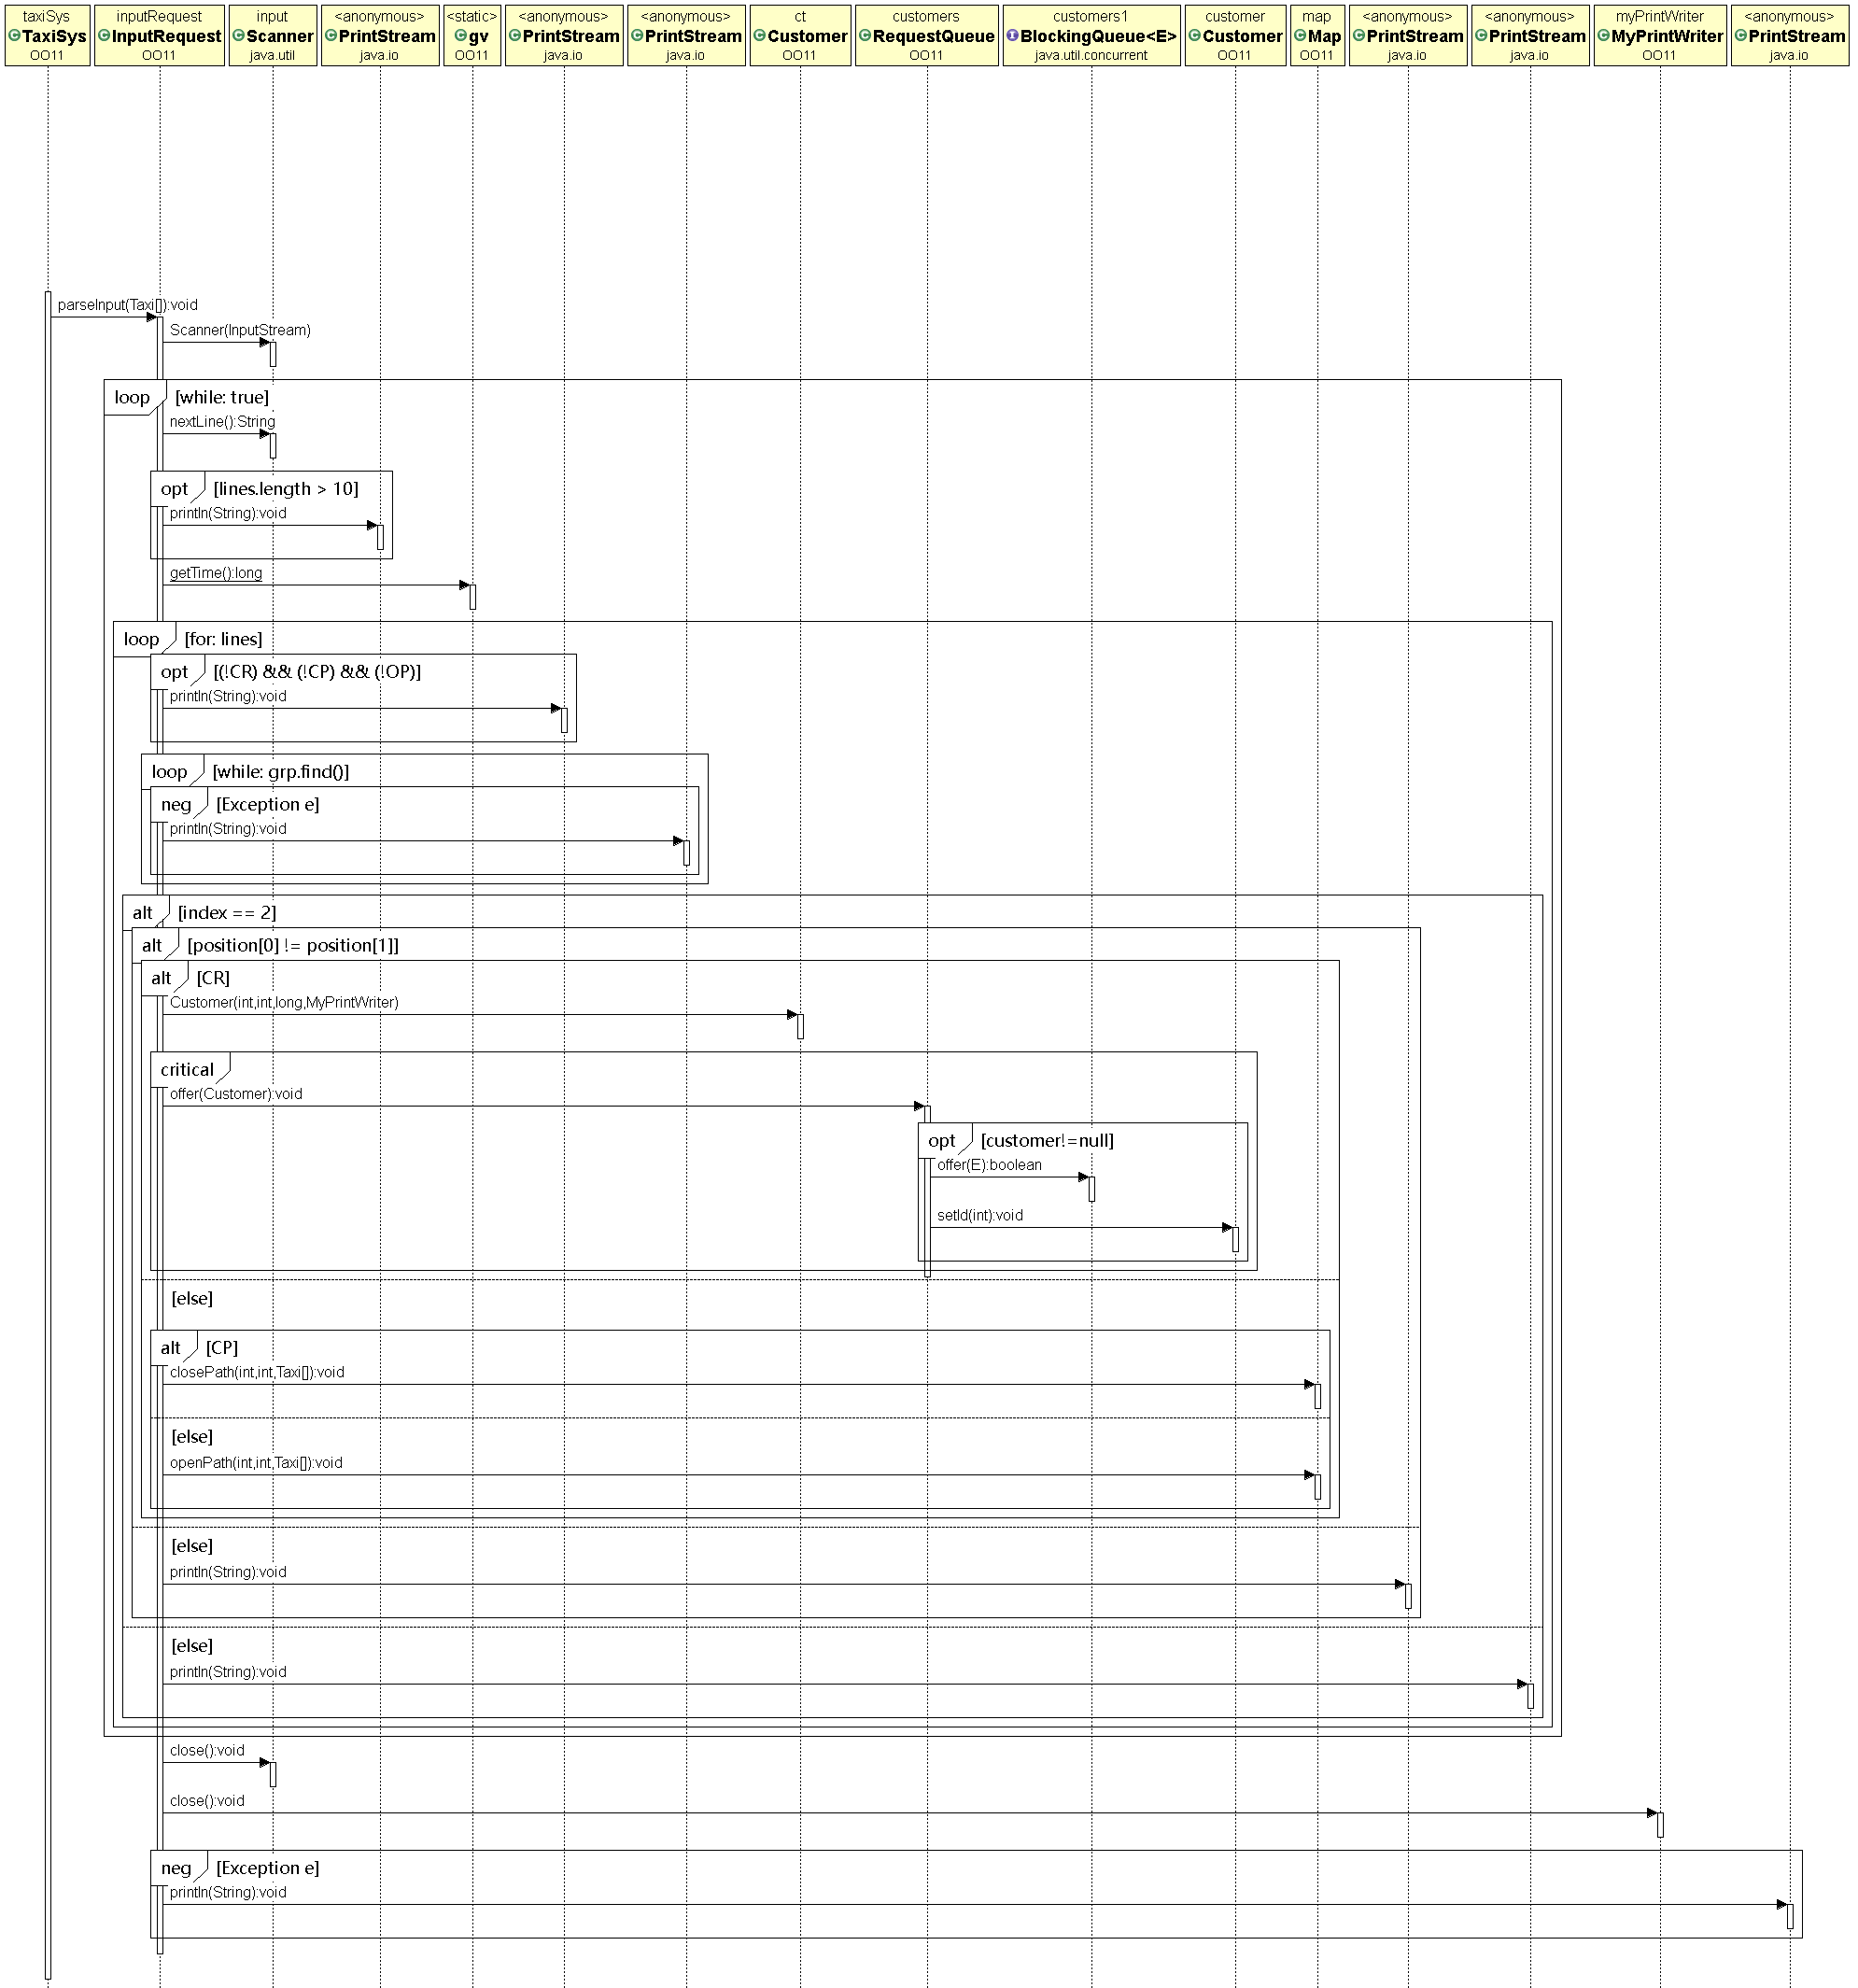 taxiSys inputRequest input <anonymous> <static> <anonymous> <anonymous> ct customers customers1 customer map <anonymous> <anonymous> myPrintWriter <anonymous>
C TaxiSys C InputRequest C Scanner C PrintStream C gv C PrintStream C PrintStream C Customer C RequestQueue I BlockingQueue<E> C Customer C Map C PrintStream C PrintStream C MyPrintWriter C PrintStream
OO11 OO11 java.util java.io OO11 java.io java.io OO11 OO11 java.util.concurrent OO11 OO11 java.io java.io OO11 java.io
parseInput(Taxi[]):void
Scanner(InputStream)
loop [while: true]
nextLine():String
opt [lines.length > 10]
println(String):void
getTime():long
loop [for: lines]
opt [(!CR) && (!CP) && (!OP)]
println(String):void
loop [while: grp.find()]
neg [Exception e]
println(String):void
alt [index == 2]
alt [position[0] != position[1]]
alt [CR]
Customer(int,int,long,MyPrintWriter)
critical
offer(Customer):void
opt [customer!=null]
offer(E):boolean
setId(int):void
[else]
alt [CP]
closePath(int,int,Taxi[]):void
[else]
openPath(int,int,Taxi[]):void
[else]
println(String):void
[else]
println(String):void
close():void
close():void
neg [Exception e]
println(String):void